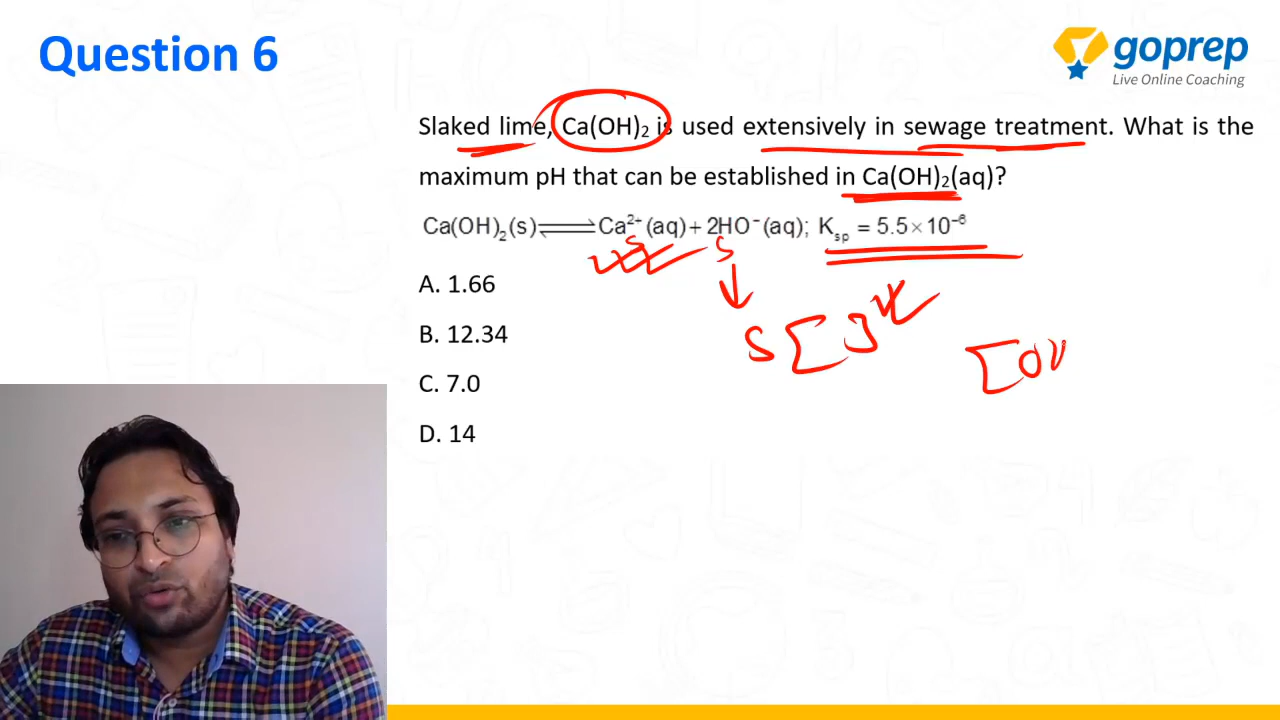 Question 6
goprep
Live Online Coaching
Slaked lime, Ca(OH)₂ is used extensively in sewage treatment. What is the
maximum pH that can be established in Ca(OH)₂(aq)?
Ca(OH)₂(s)⇌Ca²⁺(aq)+2HO⁻(aq); Kₛₚ = 5.5×10⁻⁶
S S
A. 1.66
B. 12.34
C. 7.0
D. 14
S [
[OH